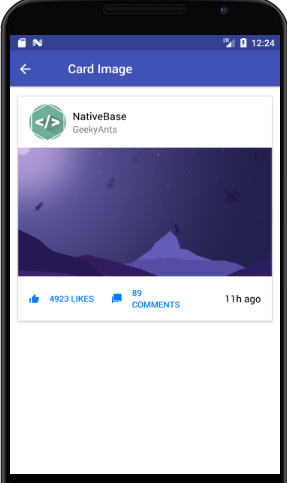 12:24
Card Image
</>
NativeBase
GeekyAnts
4923 LIKES
89
COMMENTS
11h ago